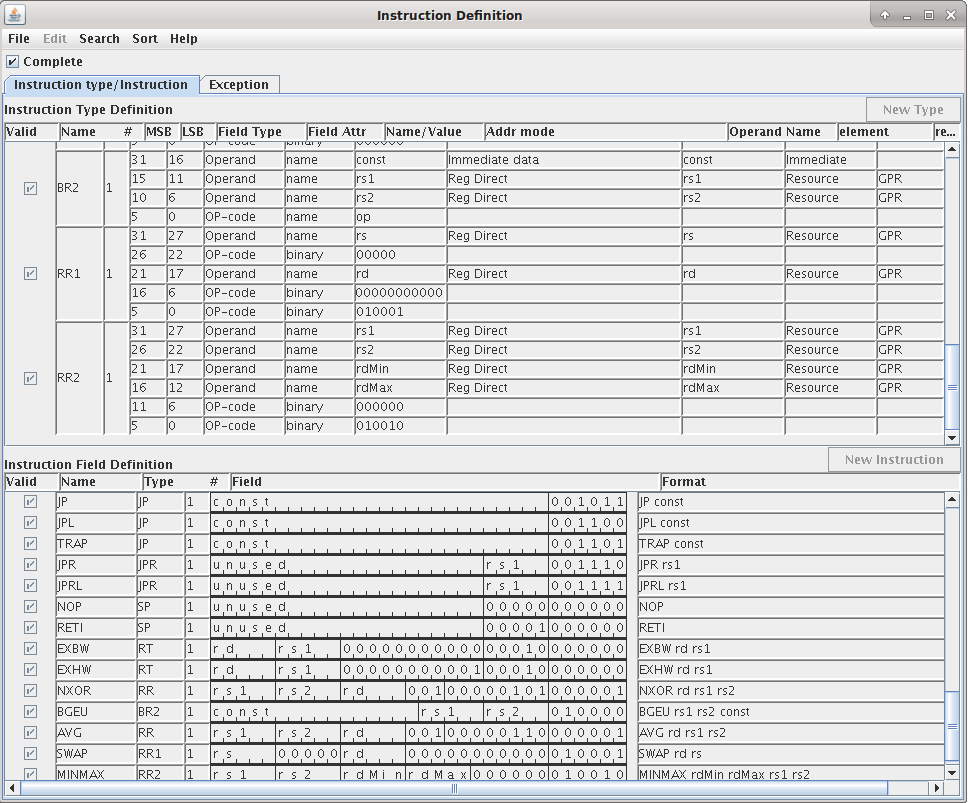 Instruction Definition
File Edit Search Sort Help
Complete
Instruction type/Instruction Exception
Instruction Type Definition New Type
Valid Name # MSB LSB Field Type Field Attr Name/Value Addr mode Operand Name element re...
31 16 Operand name const Immediate data const Immediate
15 11 Operand name rs1 Reg Direct rs1 Resource GPR
BR2 1
10 6 Operand name rs2 Reg Direct rs2 Resource GPR
5 0 OP-code name op
31 27 Operand name rs Reg Direct rs Resource GPR
26 22 OP-code binary 00000
RR1 1 21 17 Operand name rd Reg Direct rd Resource GPR
16 6 OP-code binary 00000000000
5 0 OP-code binary 010001
31 27 Operand name rs1 Reg Direct rs1 Resource GPR
26 22 Operand name rs2 Reg Direct rs2 Resource GPR
21 17 Operand name rdMin Reg Direct rdMin Resource GPR
RR2 1
16 12 Operand name rdMax Reg Direct rdMax Resource GPR
11 6 OP-code binary 000000
5 0 OP-code binary 010010
Instruction Field Definition New Instruction
Valid Name Type # Field Format
JP JP 1 const 001011 JP const
JPL JP 1 const 001100 JPL const
TRAP JP 1 const 001101 TRAP const
JPR JPR 1 unused rs1 001110 JPR rs1
JPRL JPR 1 unused rs1 001111 JPRL rs1
NOP SP 1 unused 00000 000000 NOP
RETI SP 1 unused 00001 000000 RETI
EXBW RT 1 rd rs1 00000000000 00010 000000 EXBW rd rs1
EXHW RT 1 rd rs1 00000000001 00010 000000 EXHW rd rs1
NXOR RR 1 rs1 rs2 rd 001 00000101 000001 NXOR rd rs1 rs2
BGEU BR2 1 const rs1 rs2 010000 BGEU rs1 rs2 const
AVG RR 1 rs1 rs2 rd 001 00000110 000001 AVG rd rs1 rs2
SWAP RR1 1 rs 00000 rd 00000000000 010001 SWAP rd rs
MINMAX RR2 1 rs1 rs2 rdMin rdMax 000000 010010 MINMAX rdMin rdMax rs1 rs2